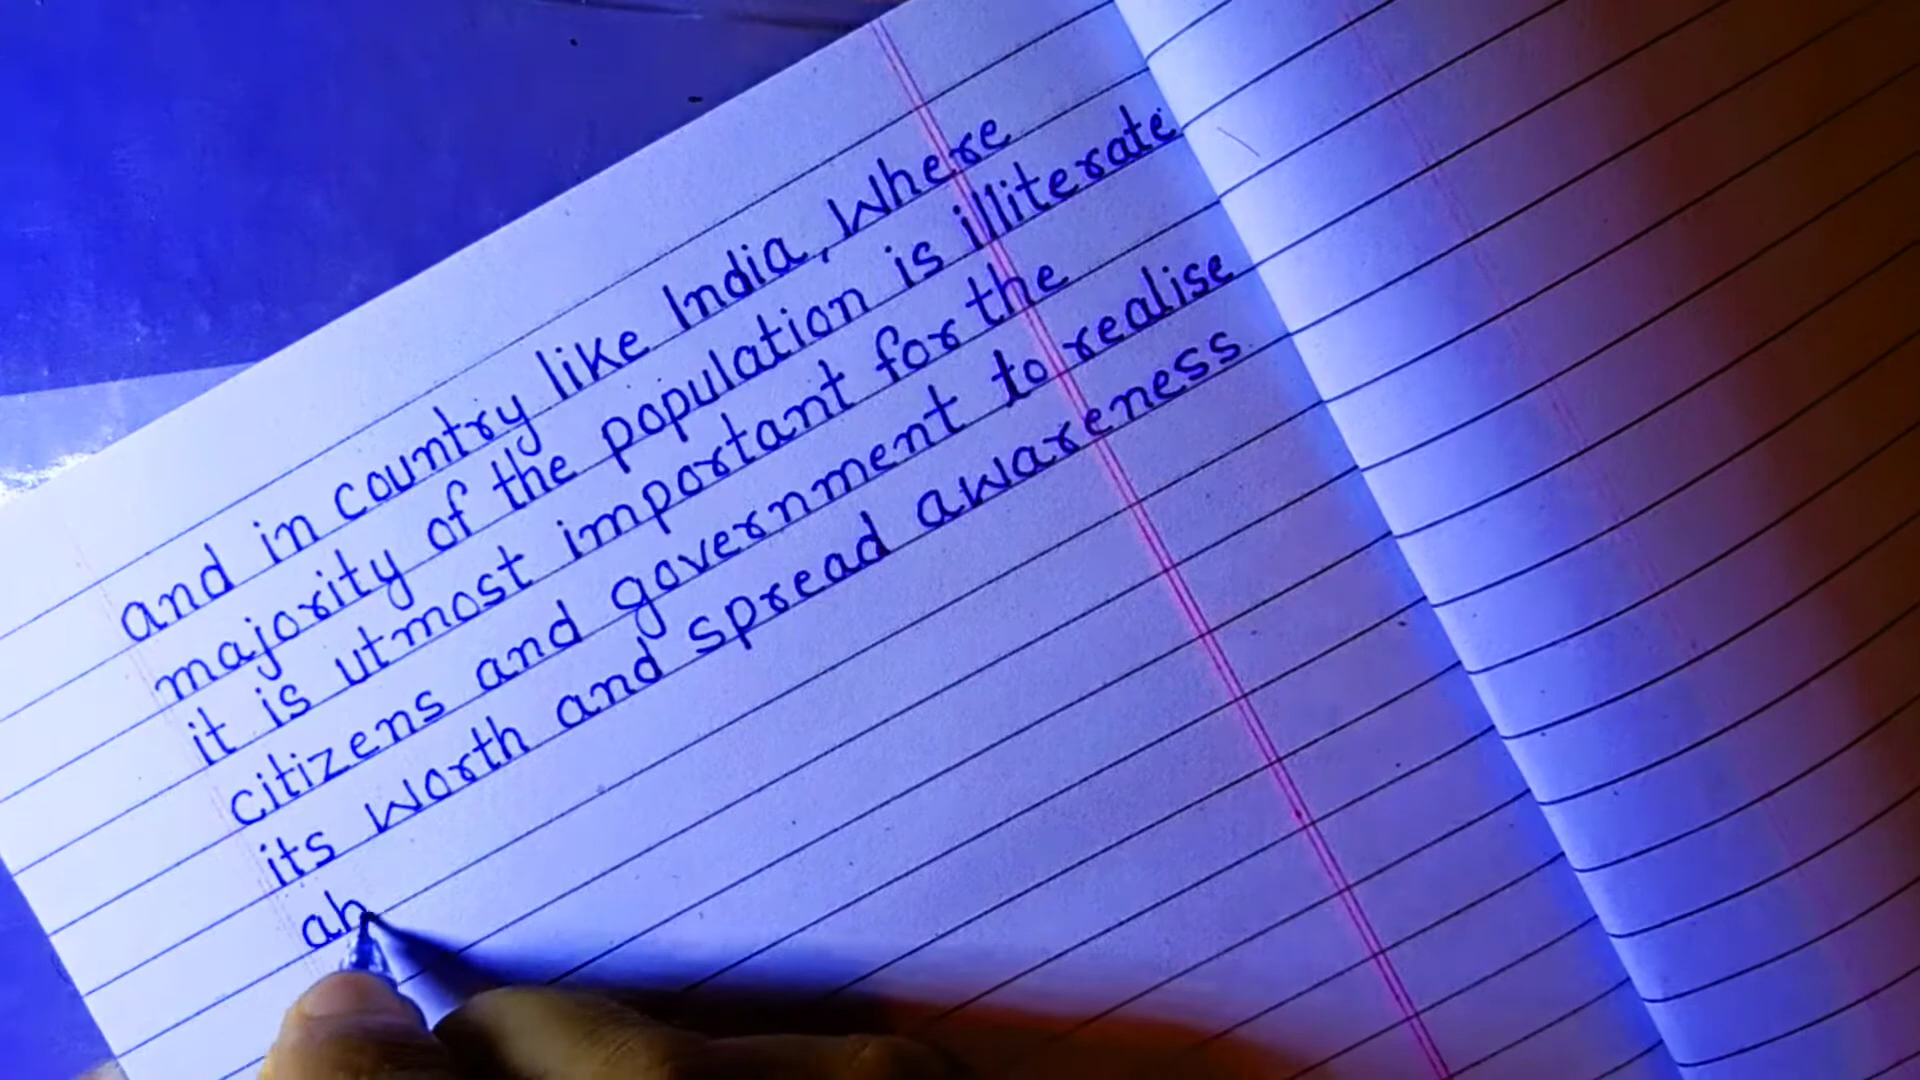 and in country like India, Where
majority of the population is illiterate
it is utmost important for the
citizens and government to realise
its worth and spread awareness